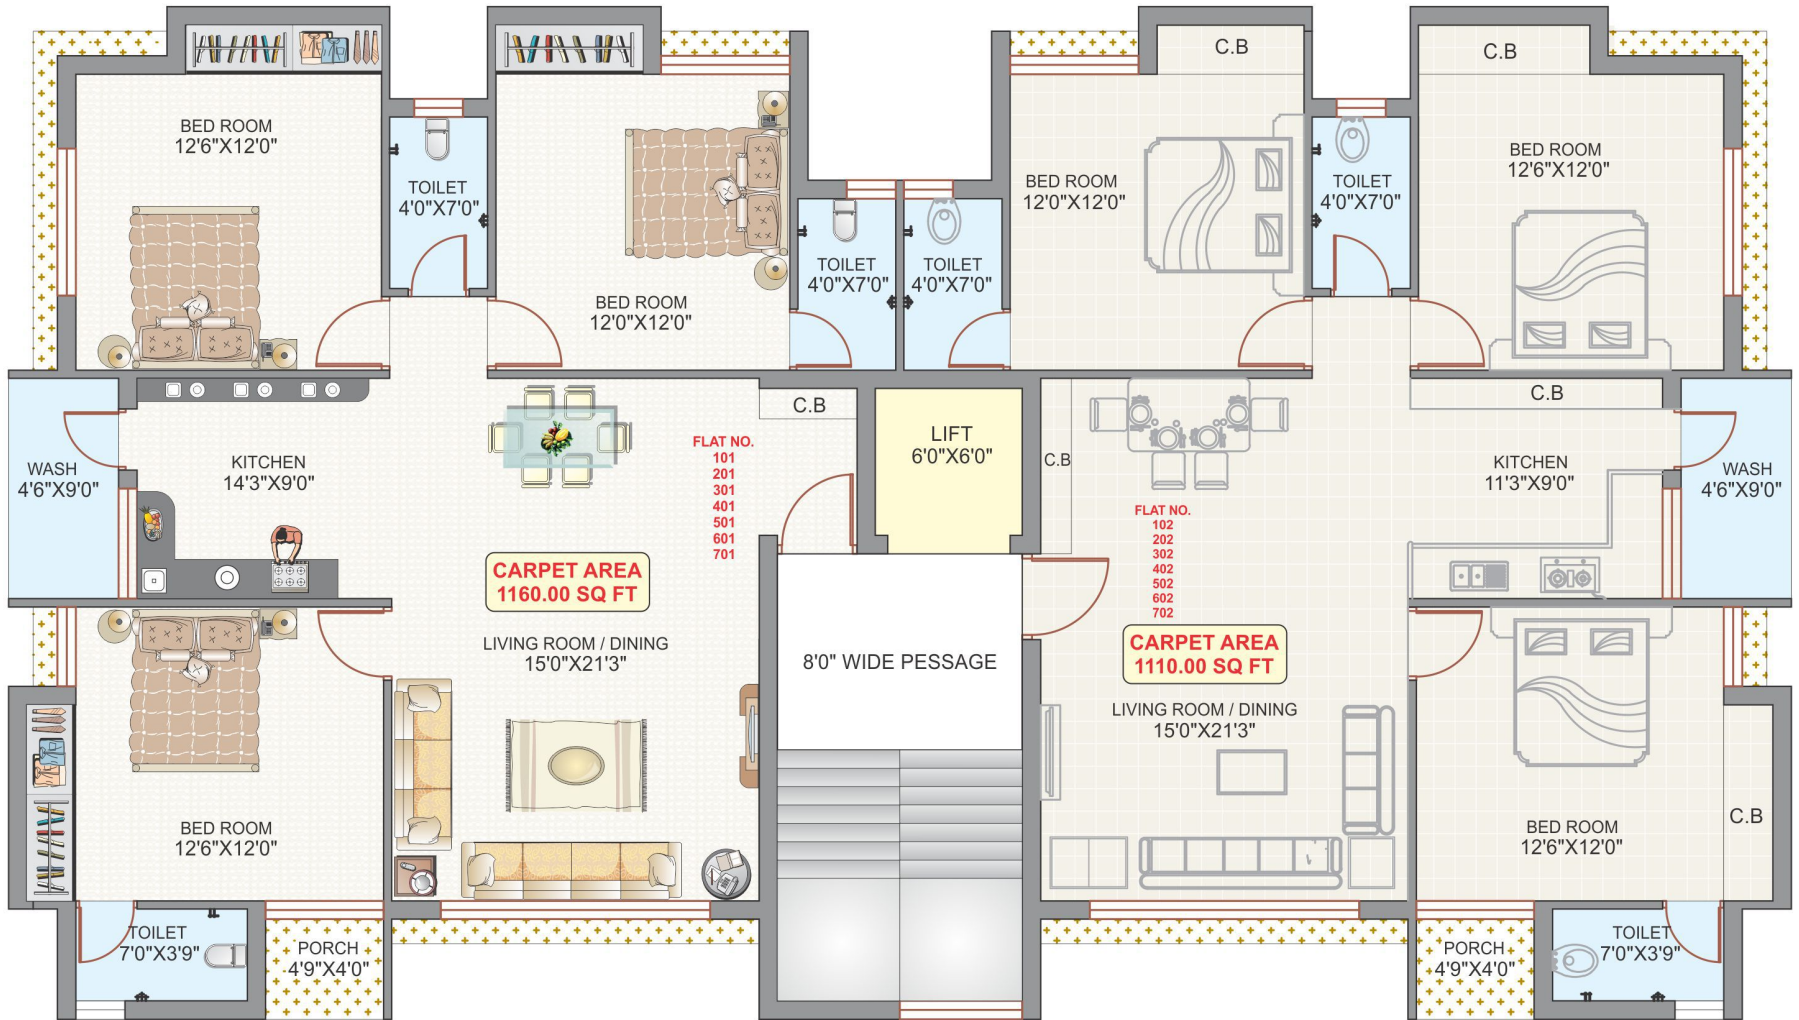 C.B
C.B
BED ROOM
12'6"X12'0"
BED ROOM
12'6"X12'0"
TOILET
4'0"X7'0"
BED ROOM
12'0"X12'0"
TOILET
4'0"X7'0"
TOILET
4'0"X7'0"
TOILET
4'0"X7'0"
BED ROOM
12'0"X12'0"
C.B
C.B
LIFT
6'0"X6'0"
C.B
FLAT NO.
101
201
301
401
501
601
701
WASH
4'6"X9'0"
KITCHEN
14'3"X9'0"
KITCHEN
11'3"X9'0"
WASH
4'6"X9'0"
FLAT NO.
102
202
302
402
502
602
702
CARPET AREA
1160.00 SQ FT
CARPET AREA
1110.00 SQ FT
LIVING ROOM / DINING
15'0"X21'3"
8'0" WIDE PESSAGE
LIVING ROOM / DINING
15'0"X21'3"
BED ROOM
12'6"X12'0"
BED ROOM
12'6"X12'0"
C.B
TOILET
7'0"X3'9"
PORCH
4'9"X4'0"
PORCH
4'9"X4'0"
TOILET
7'0"X3'9"